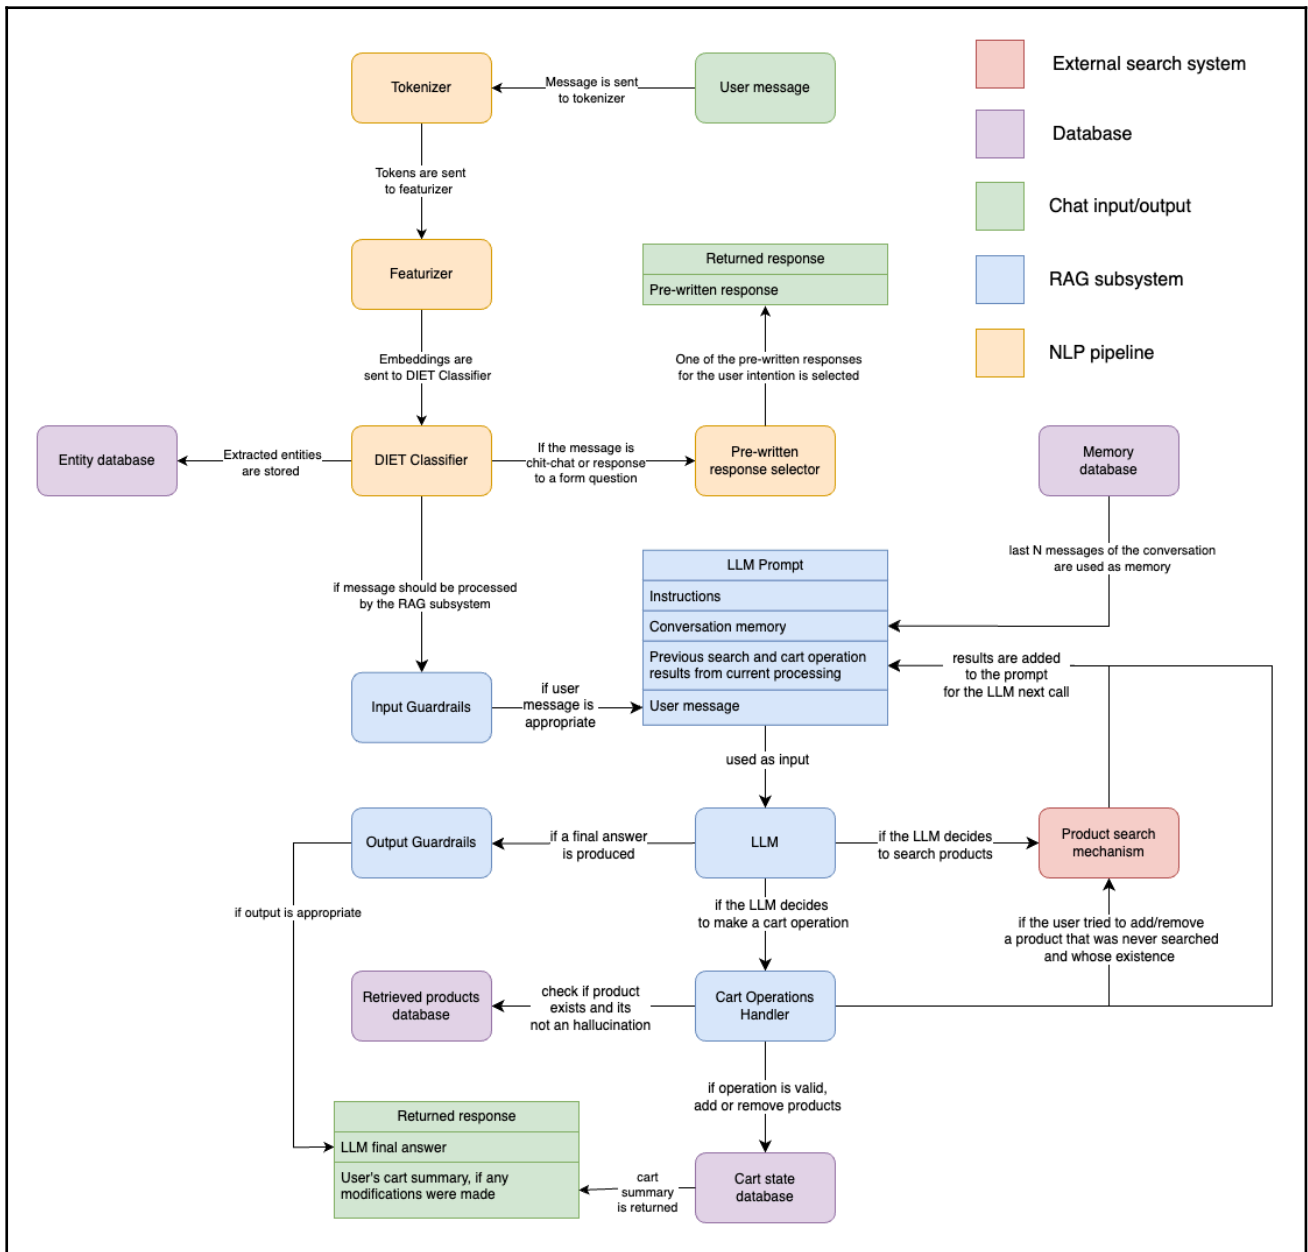 Tokenizer
Message is sent
to tokenizer
User message
External search system
Database
Chat input/output
RAG subsystem
NLP pipeline
Tokens are sent
to featurizer
Featurizer
Returned response
Pre-written response
Embeddings are
sent to DIET Classifier
One of the pre-written responses
for the user intention is selected
Entity database
Extracted entities
are stored
DIET Classifier
If the message is
chit-chat or response
to a form question
Pre-written
response selector
Memory
database
last N messages of the conversation
are used as memory
if message should be processed
by the RAG subsystem
LLM Prompt
Instructions
Conversation memory
Previous search and cart operation
results from current processing
User message
results are added
to the prompt
for the LLM next call
Input Guardrails
if user
message is
appropriate
used as input
Output Guardrails
if a final answer
is produced
LLM
if the LLM decides
to search products
Product search
mechanism
if output is appropriate
if the LLM decides
to make a cart operation
if the user tried to add/remove
a product that was never searched
and whose existence
Retrieved products
database
check if product
exists and its
not an hallucination
Cart Operations
Handler
if operation is valid,
add or remove products
Returned response
LLM final answer
User's cart summary, if any
modifications were made
cart
summary
is returned
Cart state
database